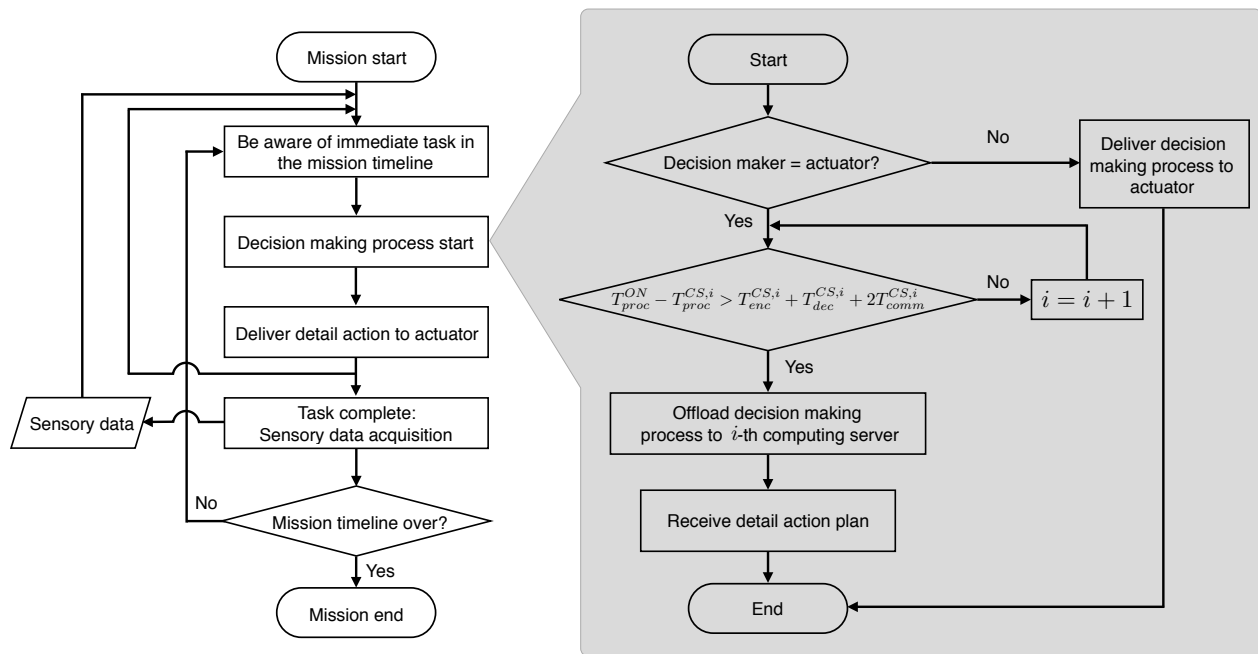 Mission start
Be aware of immediate task in
the mission timeline
Decision making process start
Deliver detail action to actuator
Task complete:
Sensory data acquisition
Sensory data
No
Mission timeline over?
Yes
Mission end
Start
Decision maker = actuator?
No
Deliver decision
making process to
actuator
Yes
$T_{proc}^{ON} - T_{proc}^{CS,i} > T_{enc}^{CS,i} + T_{dec}^{CS,i} + 2T_{comm}^{CS,i}$
No
$i = i + 1$
Yes
Offload decision making
process to $i$-th computing server
Receive detail action plan
End